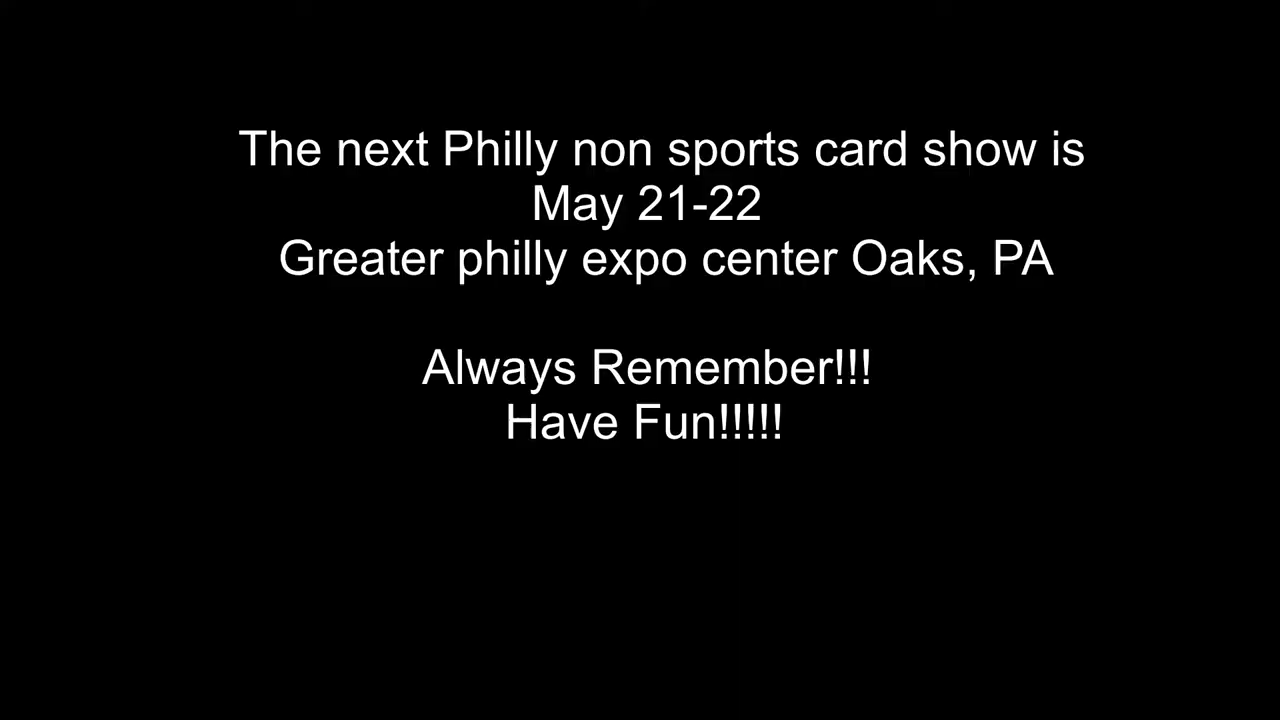 The next Philly non sports card show is
May 21-22
Greater philly expo center Oaks, PA
Always Remember!!!
Have Fun!!!!!